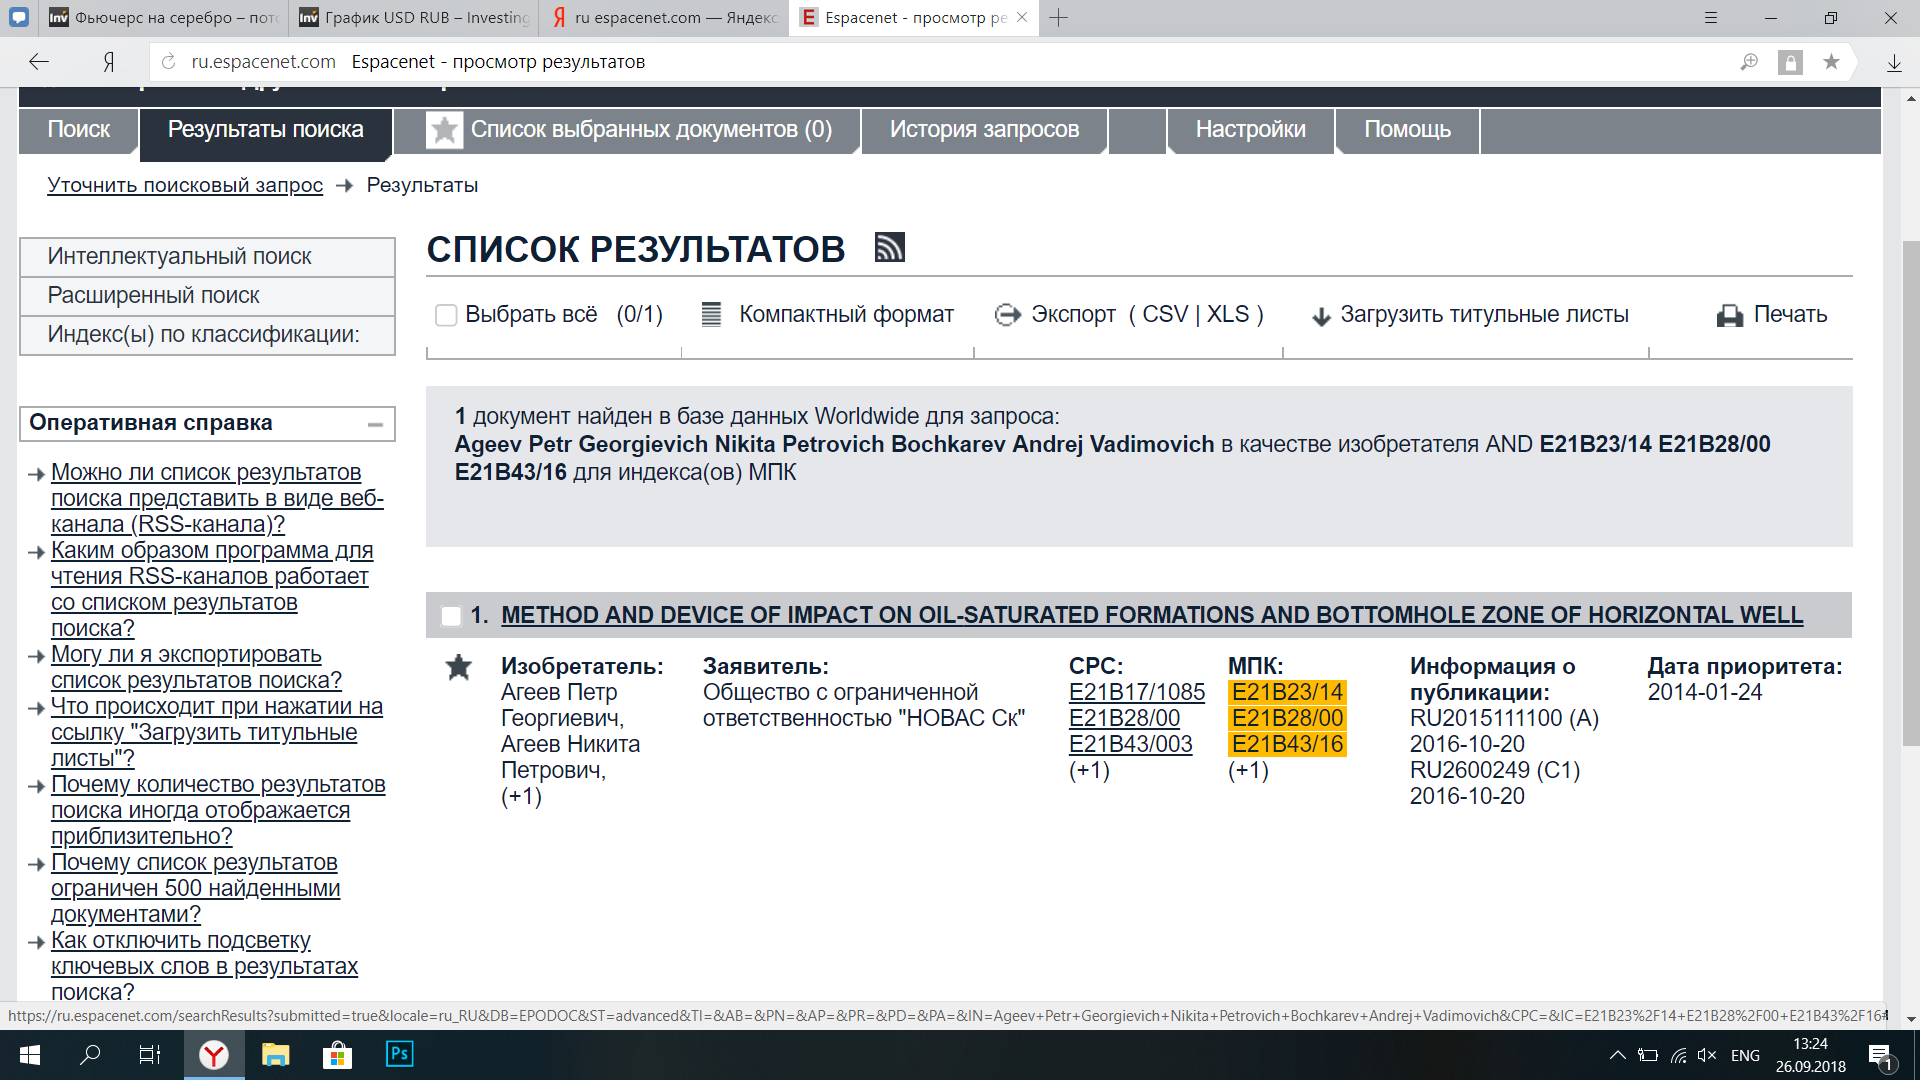 Фьючерс на серебро – пот
График USD RUB – Investing
ru espacenet.com — Яндекс
Espacenet - просмотр ре
ru.espacenet.com Espacenet - просмотр результатов
Поиск
Результаты поиска
Список выбранных документов (0)
История запросов
Настройки
Помощь
Уточнить поисковый запрос → Результаты
Интеллектуальный поиск
Расширенный поиск
Индекс(ы) по классификации:
Оперативная справка
Можно ли список результатов
поиска представить в виде веб-
канала (RSS-канала)?
Каким образом программа для
чтения RSS-каналов работает
со списком результатов
поиска?
Могу ли я экспортировать
список результатов поиска?
Что происходит при нажатии на
ссылку "Загрузить титульные
листы"?
Почему количество результатов
поиска иногда отображается
приблизительно?
Почему список результатов
ограничен 500 найденными
документами?
Как отключить подсветку
ключевых слов в результатах
поиска?
СПИСОК РЕЗУЛЬТАТОВ
Выбрать всё (0/1)
Компактный формат
Экспорт ( CSV | XLS )
Загрузить титульные листы
Печать
1 документ найден в базе данных Worldwide для запроса:
Ageev Petr Georgievich Nikita Petrovich Bochkarev Andrej Vadimovich в качестве изобретателя AND E21B23/14 E21B28/00
E21B43/16 для индекса(ов) МПК
1. METHOD AND DEVICE OF IMPACT ON OIL-SATURATED FORMATIONS AND BOTTOMHOLE ZONE OF HORIZONTAL WELL
Изобретатель:
Агеев Петр
Георгиевич,
Агеев Никита
Петрович,
(+1)
Заявитель:
Общество с ограниченной
ответственностью "НОВАС Ск"
CPC:
E21B17/1085
E21B28/00
E21B43/003
(+1)
МПК:
E21B23/14
E21B28/00
E21B43/16
(+1)
Информация о
публикации:
RU2015111100 (A)
2016-10-20
RU2600249 (C1)
2016-10-20
Дата приоритета:
2014-01-24
https://ru.espacenet.com/searchResults?submitted=true&locale=ru_RU&DB=EPODOC&ST=advanced&TI=&AB=&PN=&AP=&PR=&PD=&PA=&IN=Ageev+Petr+Georgievich+Nikita+Petrovich+Bochkarev+Andrej+Vadimovich&CPC=&IC=E21B23%2F14+E21B28%2F00+E21B43%2F16
Ps
ENG
13:24
26.09.2018
1